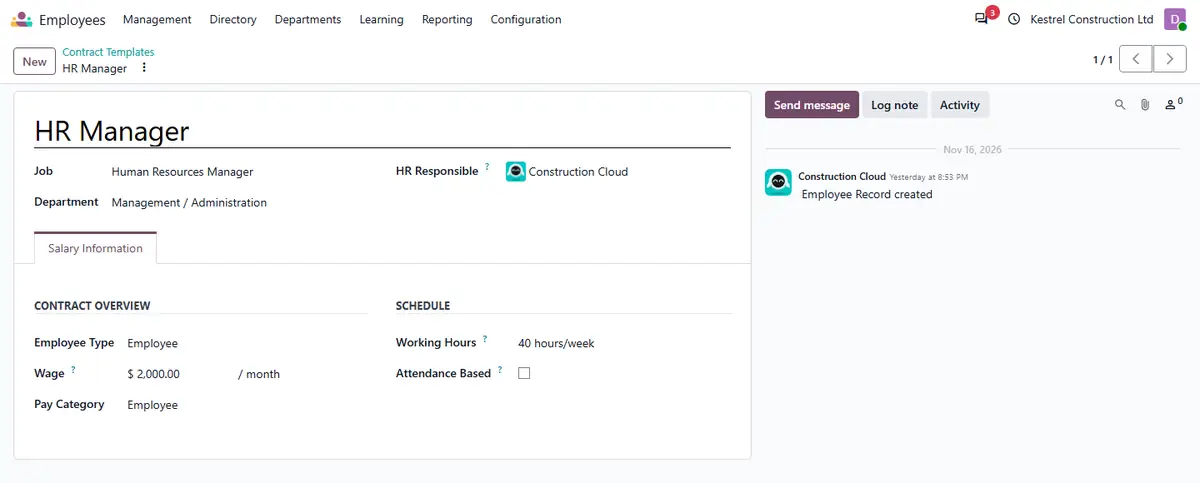 Employees Management Directory Departments Learning Reporting Configuration 3 Kestrel Construction Ltd D
New Contract Templates
HR Manager
1 / 1
HR Manager
Job Human Resources Manager HR Responsible ? Construction Cloud
Department Management / Administration
Salary Information
CONTRACT OVERVIEW
Employee Type Employee
Wage ? $ 2,000.00 / month
Pay Category Employee
SCHEDULE
Working Hours ? 40 hours/week
Attendance Based ?
Send message Log note Activity 0
Nov 16, 2026
Construction Cloud Yesterday at 8:53 PM
Employee Record created